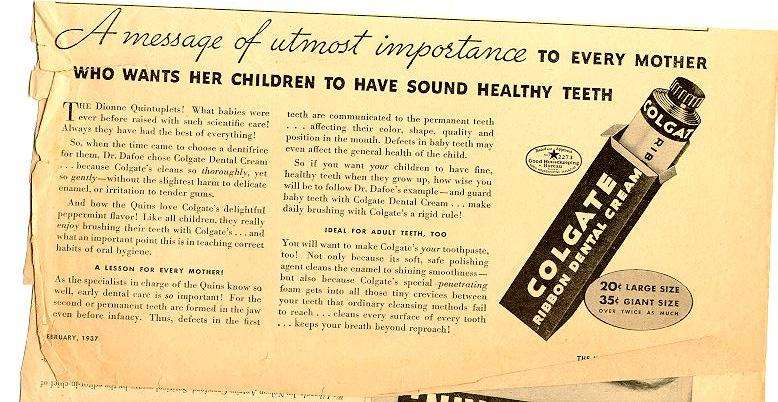 A message of utmost importance TO EVERY MOTHER
WHO WANTS HER CHILDREN TO HAVE SOUND HEALTHY TEETH
THE Dionne Quintuplets! What babies were
ever before raised with such scientific care!
Always they have had the best of everything!
So, when the time came to choose a dentifrice
for them, Dr. Dafoe chose Colgate Dental Cream
. . . because Colgate's cleans so thoroughly, yet
so gently—without the slightest harm to delicate
enamel, or irritation to tender gums.
And how the Quins love Colgate's delightful
peppermint flavor! Like all children, they really
enjoy brushing their teeth with Colgate's . . . and
what an important point this is in teaching correct
habits of oral hygiene.
A LESSON FOR EVERY MOTHER!
As the specialists in charge of the Quins know so
well, early dental care is so important! For the
second or permanent teeth are formed in the jaw
even before infancy. Thus, defects in the first
EBRUARY, 1937
teeth are communicated to the permanent teeth
. . . affecting their color, shape, quality and
position in the mouth. Defects in baby teeth may
even affect the general health of the child.
So if you want your children to have fine,
healthy teeth when they grow up, how wise you
will be to follow Dr. Dafoe's example—and guard
baby teeth with Colgate Dental Cream . . . make
daily brushing with Colgate's a rigid rule!
IDEAL FOR ADULT TEETH, TOO
You will want to make Colgate's your toothpaste,
too! Not only because its soft, safe polishing
agent cleans the enamel to shining smoothness—
but also because Colgate's special penetrating
foam gets into all those tiny crevices between
your teeth that ordinary cleansing methods fail
to reach . . . cleans every surface of every tooth
. . . keeps your breath beyond reproach!
2273
Good Housekeeping
Bureau
COLGAT
RIB
COLGATE
RIBBON DENTAL CREAM
20¢ LARGE SIZE
35¢ GIANT SIZE
OVER TWICE AS MUCH
THE